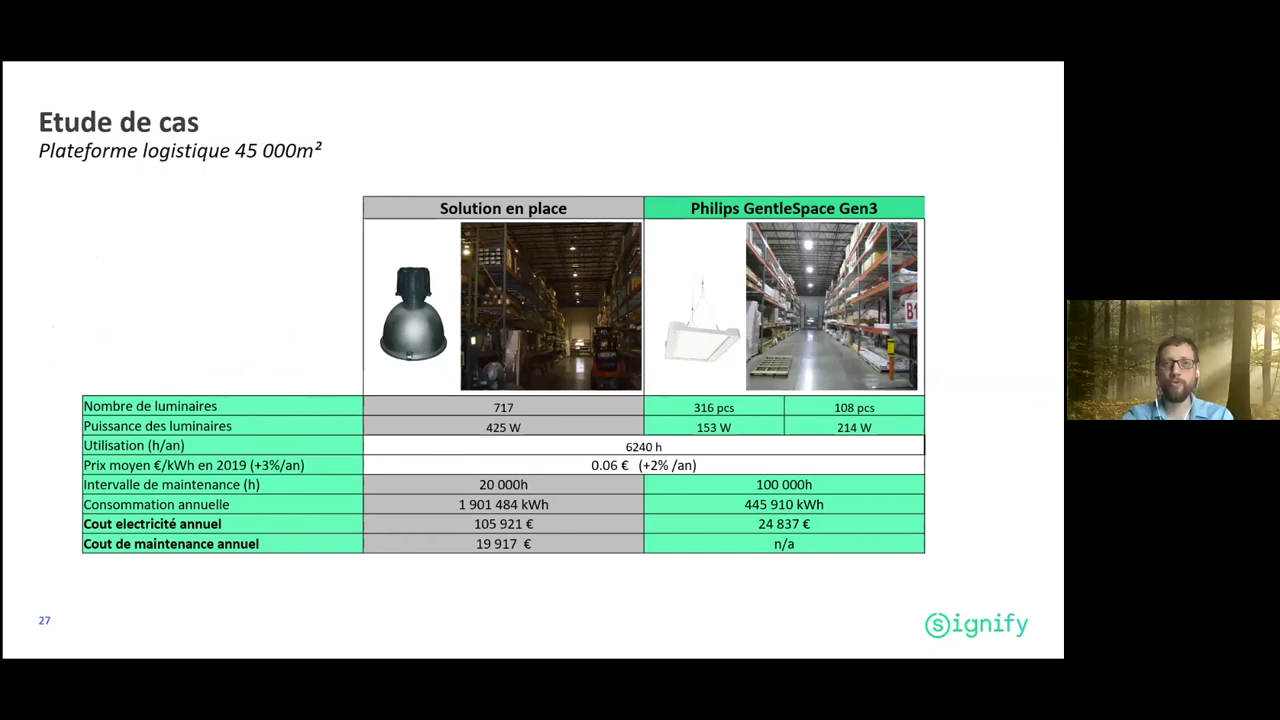 Etude de cas
Plateforme logistique 45 000m²
Solution en place Philips GentleSpace Gen3
B1
Nombre de luminaires 717 316 pcs 108 pcs
Puissance des luminaires 425 W 153 W 214 W
Utilisation (h/an) 6240 h
Prix moyen €/kWh en 2019 (+3%/an) 0.06 € (+2% /an)
Intervalle de maintenance (h) 20 000h 100 000h
Consommation annuelle 1 901 484 kWh 445 910 kWh
Cout electricité annuel 105 921 € 24 837 €
Cout de maintenance annuel 19 917 € n/a
27
signify